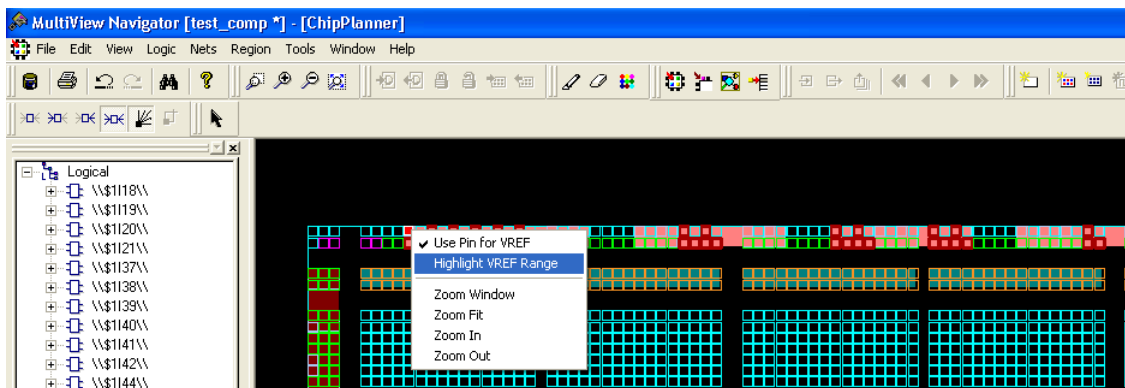 MultiView Navigator [test_comp *] - [ChipPlanner]
File Edit View Logic Nets Region Tools Window Help
Logical
\\$1I18\\
\\$1I19\\
\\$1I20\\
\\$1I21\\
\\$1I37\\
\\$1I38\\
\\$1I39\\
\\$1I40\\
\\$1I41\\
\\$1I42\\
\\$1I44\\
Use Pin for VREF
Highlight VREF Range
Zoom Window
Zoom Fit
Zoom In
Zoom Out